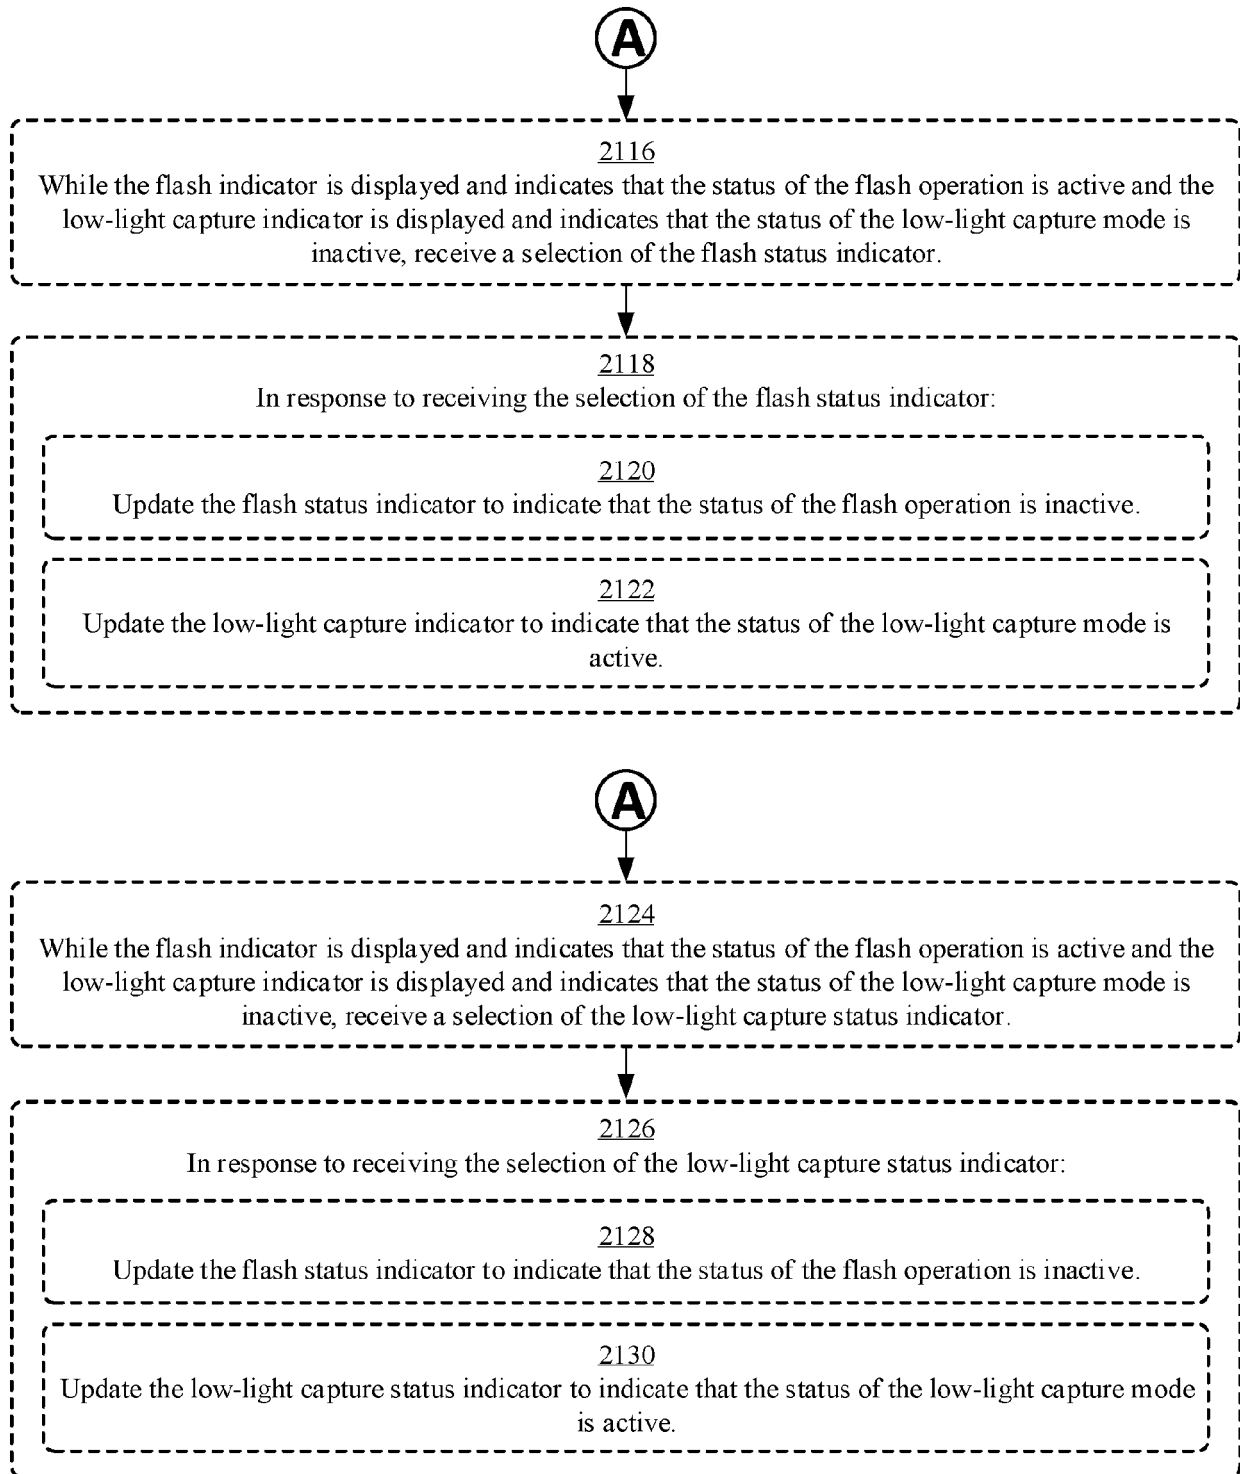 A
2116
While the flash indicator is displayed and indicates that the status of the flash operation is active and the
low-light capture indicator is displayed and indicates that the status of the low-light capture mode is
inactive, receive a selection of the flash status indicator.
2118
In response to receiving the selection of the flash status indicator:
2120
Update the flash status indicator to indicate that the status of the flash operation is inactive.
2122
Update the low-light capture indicator to indicate that the status of the low-light capture mode is
active.
A
2124
While the flash indicator is displayed and indicates that the status of the flash operation is active and the
low-light capture indicator is displayed and indicates that the status of the low-light capture mode is
inactive, receive a selection of the low-light capture status indicator.
2126
In response to receiving the selection of the low-light capture status indicator:
2128
Update the flash status indicator to indicate that the status of the flash operation is inactive.
2130
Update the low-light capture status indicator to indicate that the status of the low-light capture mode
is active.